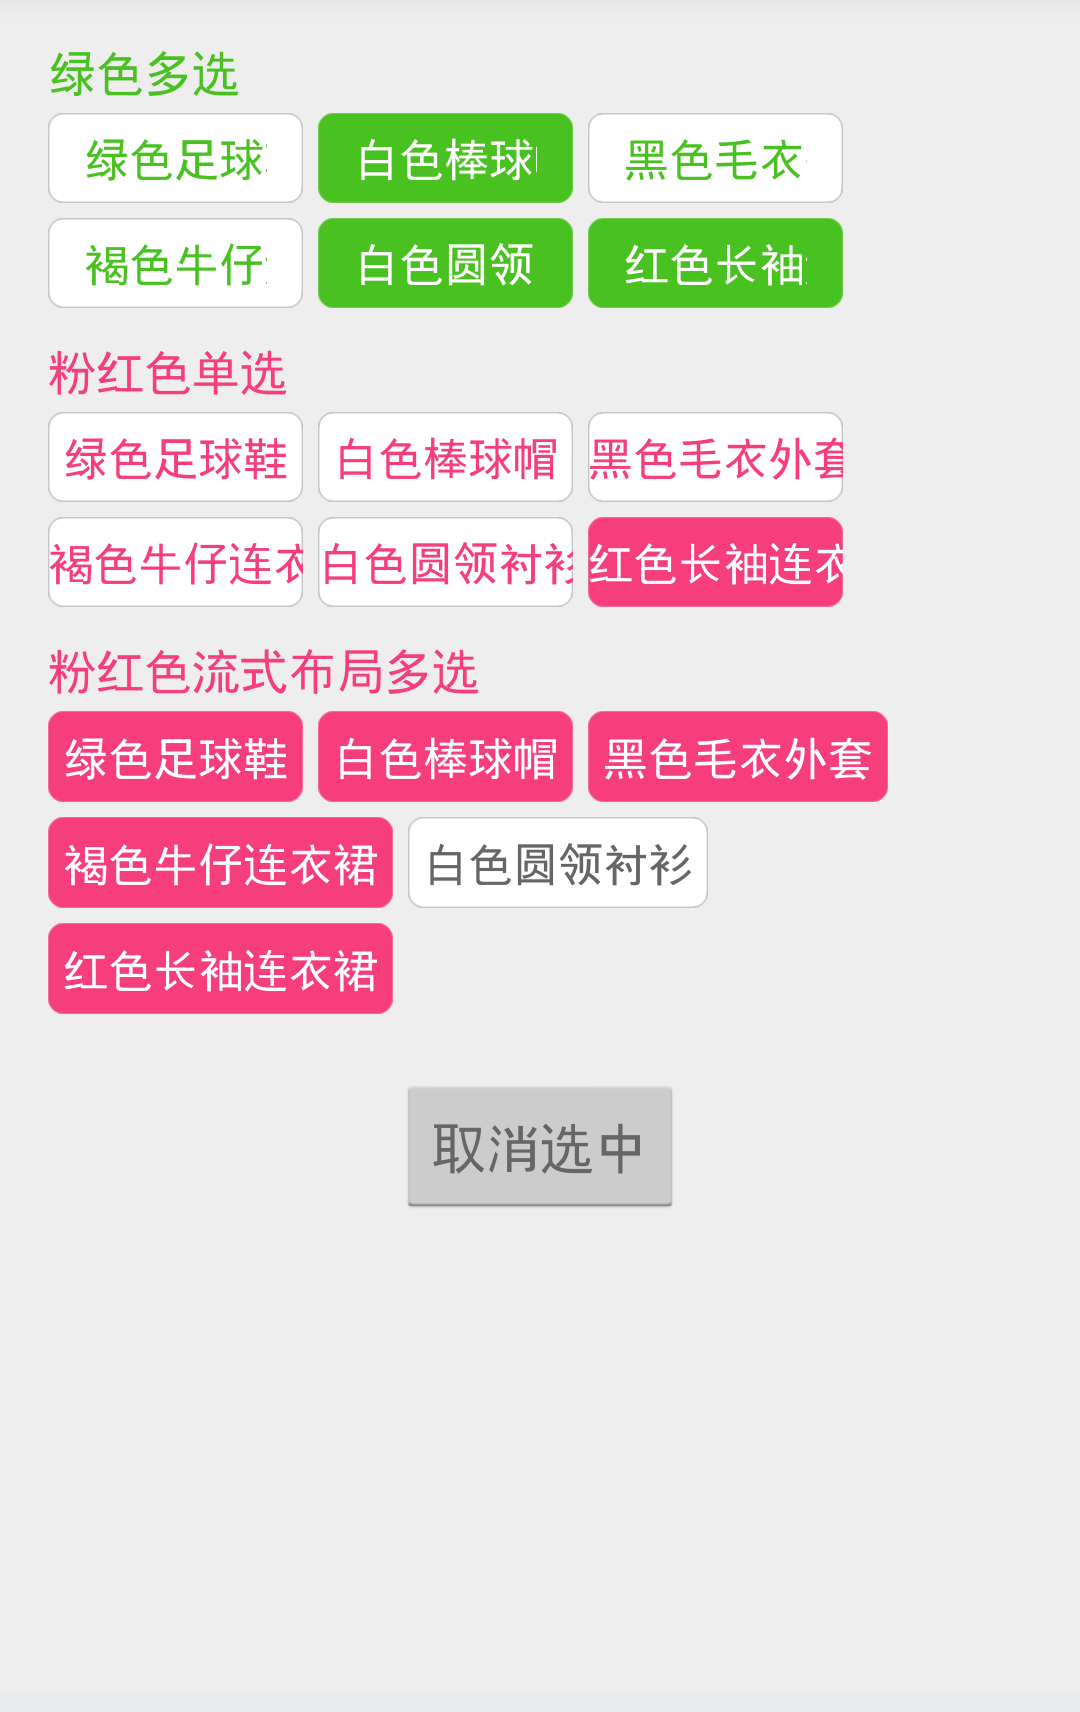 绿色多选
绿色足球 白色棒球 黑色毛衣
褐色牛仔 白色圆领 红色长袖
粉红色单选
绿色足球鞋 白色棒球帽 黑色毛衣外套
褐色牛仔连衣 白色圆领衬衫 红色长袖连衣
粉红色流式布局多选
绿色足球鞋 白色棒球帽 黑色毛衣外套
褐色牛仔连衣裙 白色圆领衬衫
红色长袖连衣裙
取消选中